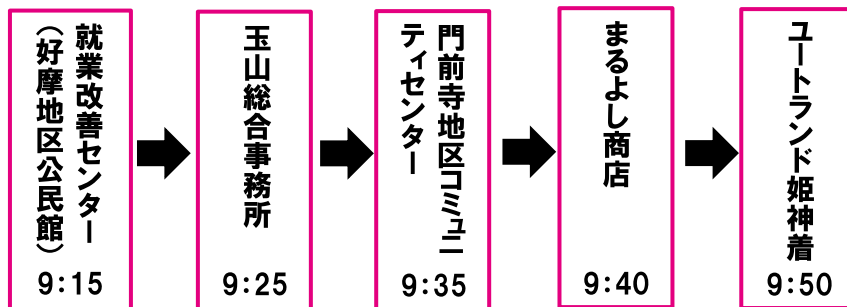 就業改善センター
(好摩地区公民館)
9:15
玉山総合事務所
9:25
門前寺地区コミュニ
ティセンター
9:35
まるよし商店
9:40
ユートランド姫神着
9:50